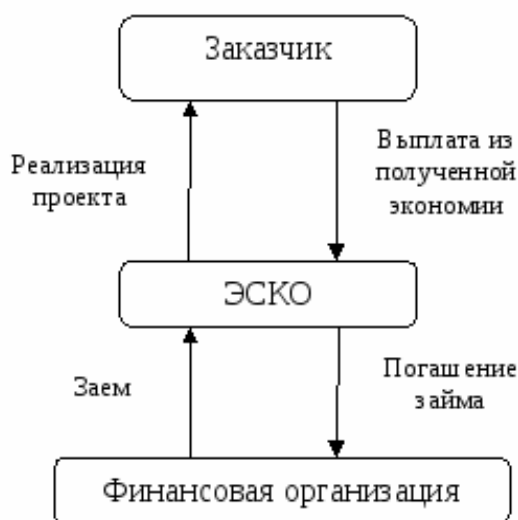 Заказчик
Реализация
проекта
Выплата из
полученной
экономии
ЭСКО
Заем
Погашение
займа
Финансовая организация